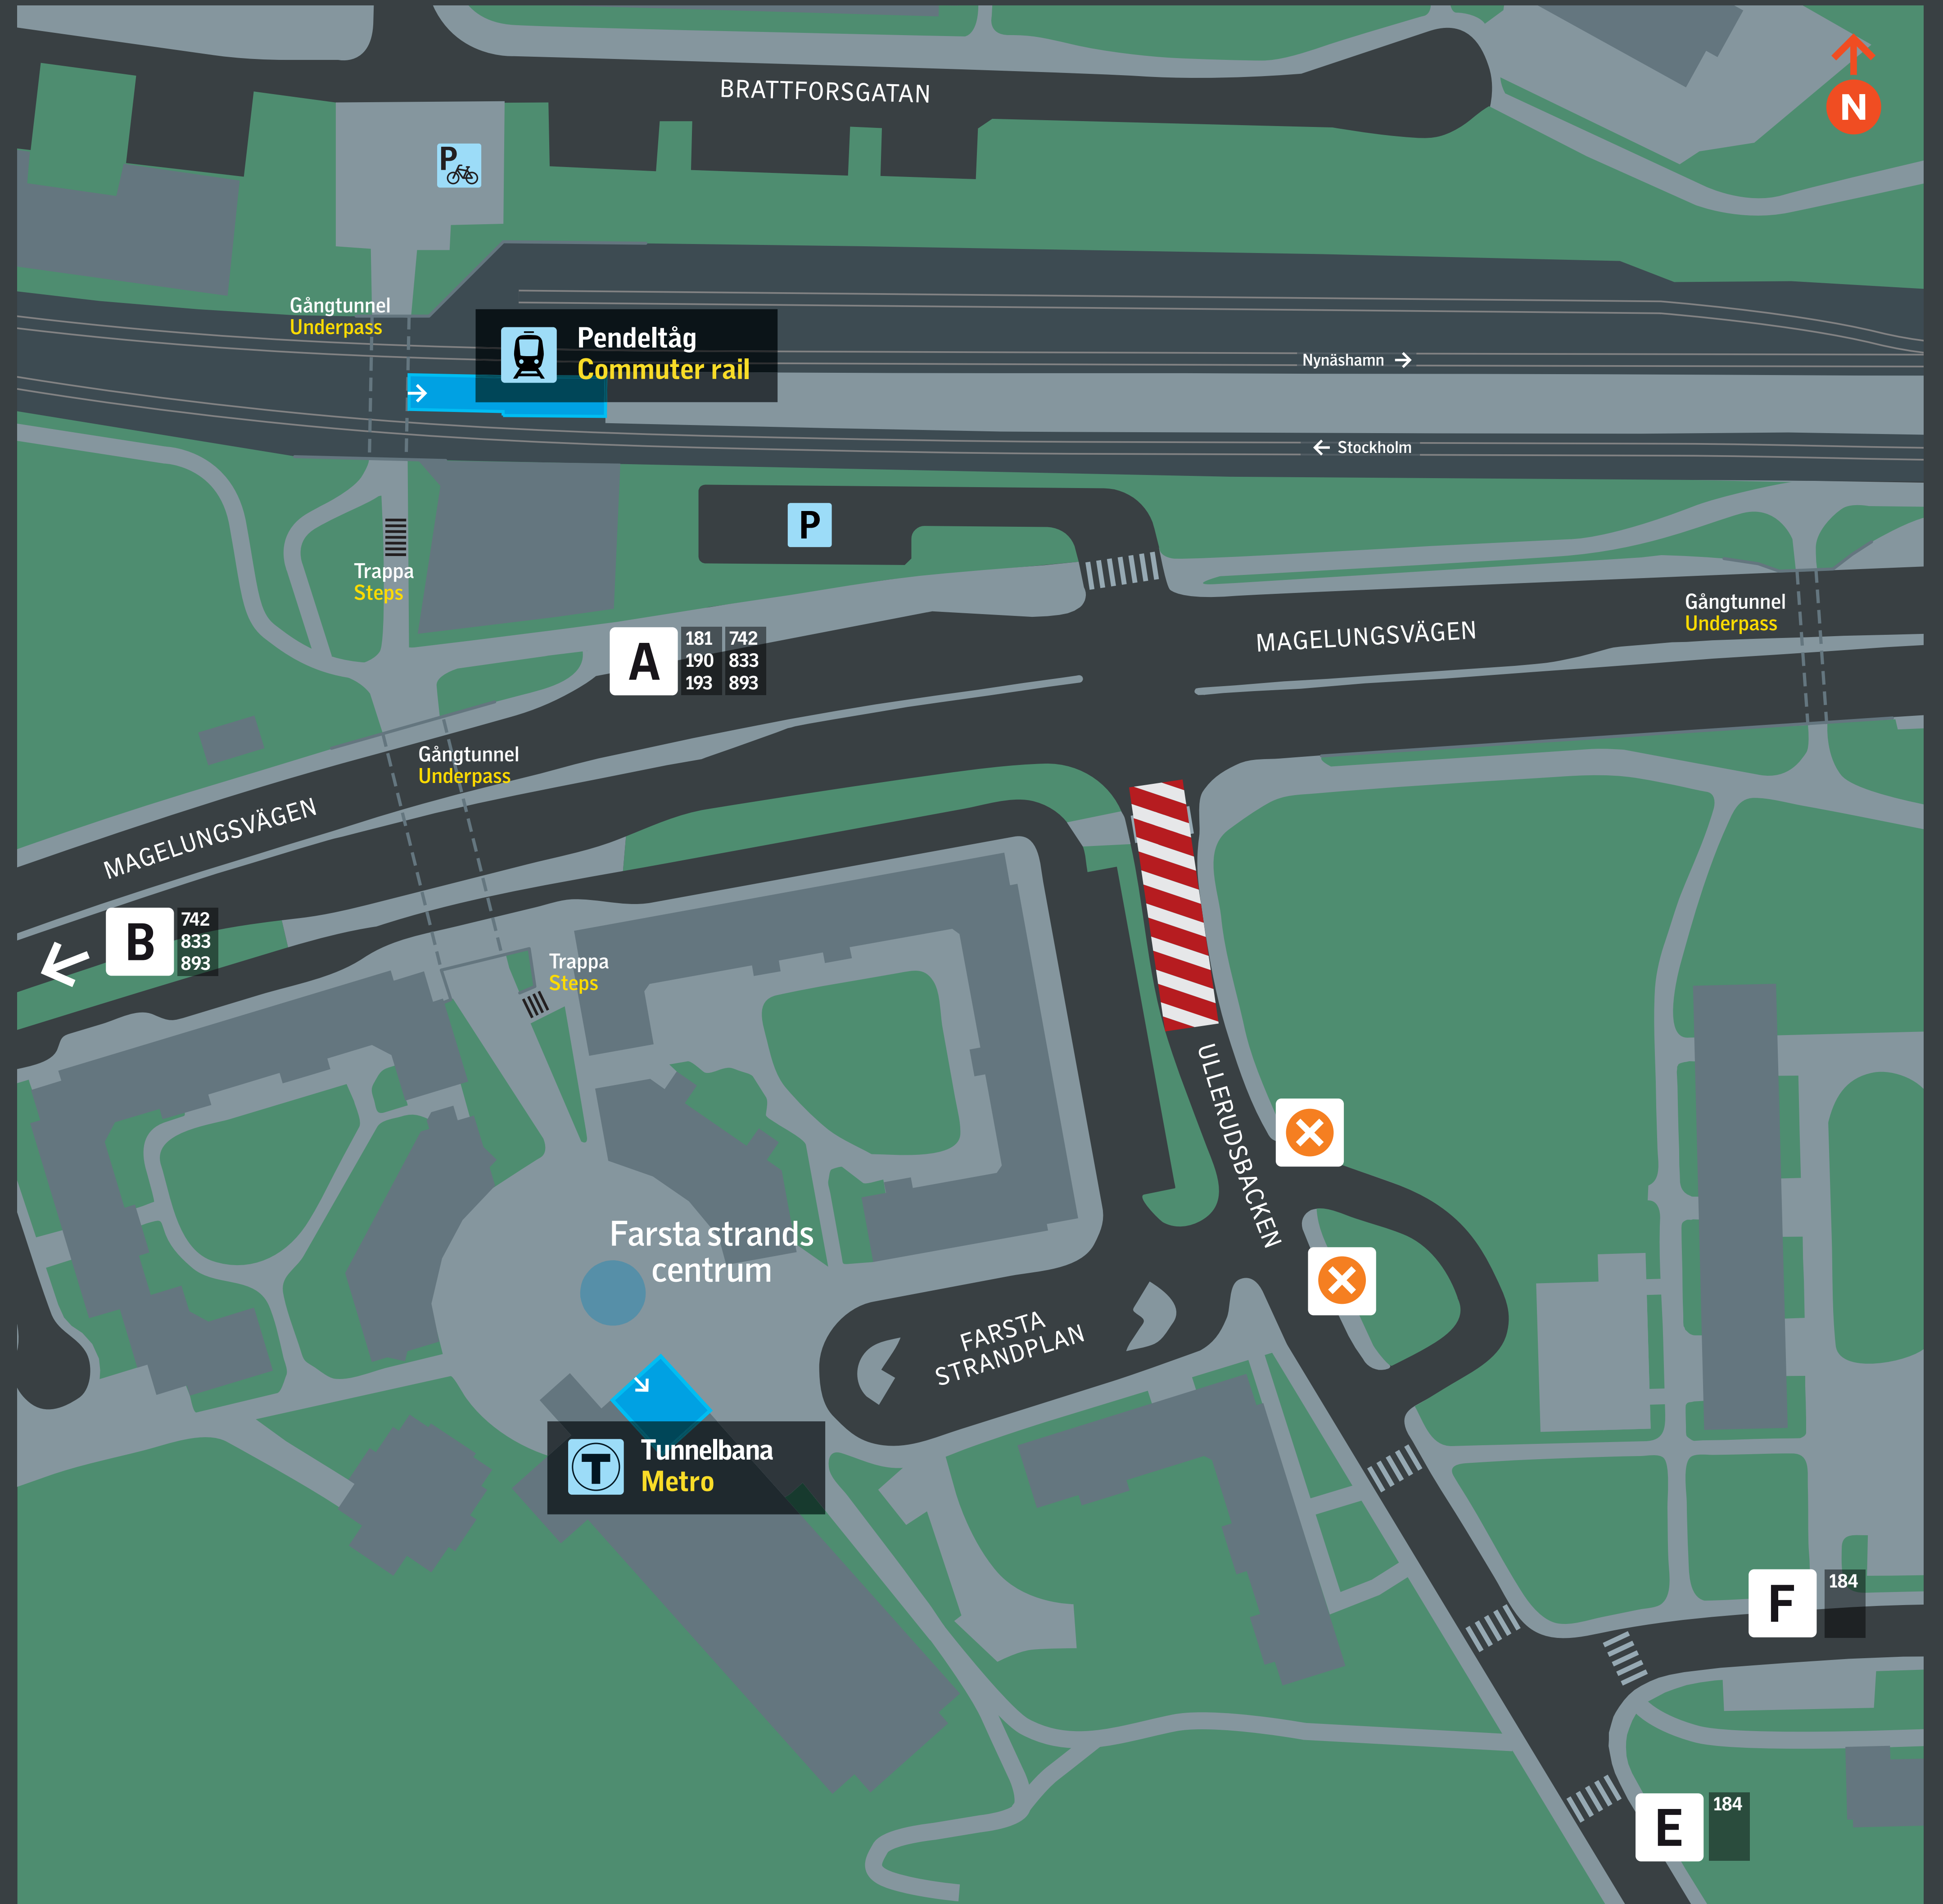 BRATTFORSGATAN
N
P
Gångtunnel
Underpass
Pendeltåg
Commuter rail
Nynäshamn →
← Stockholm
P
Trappa
Steps
Gångtunnel
Underpass
MAGELUNGSVÄGEN
A
181 742
190 833
193 893
Gångtunnel
Underpass
MAGELUNGSVÄGEN
B
742
833
893
Trappa
Steps
ULLERUDSBACKEN
Farsta strands
centrum
FARSTA
STRANDPLAN
T
Tunnelbana
Metro
F
184
E
184